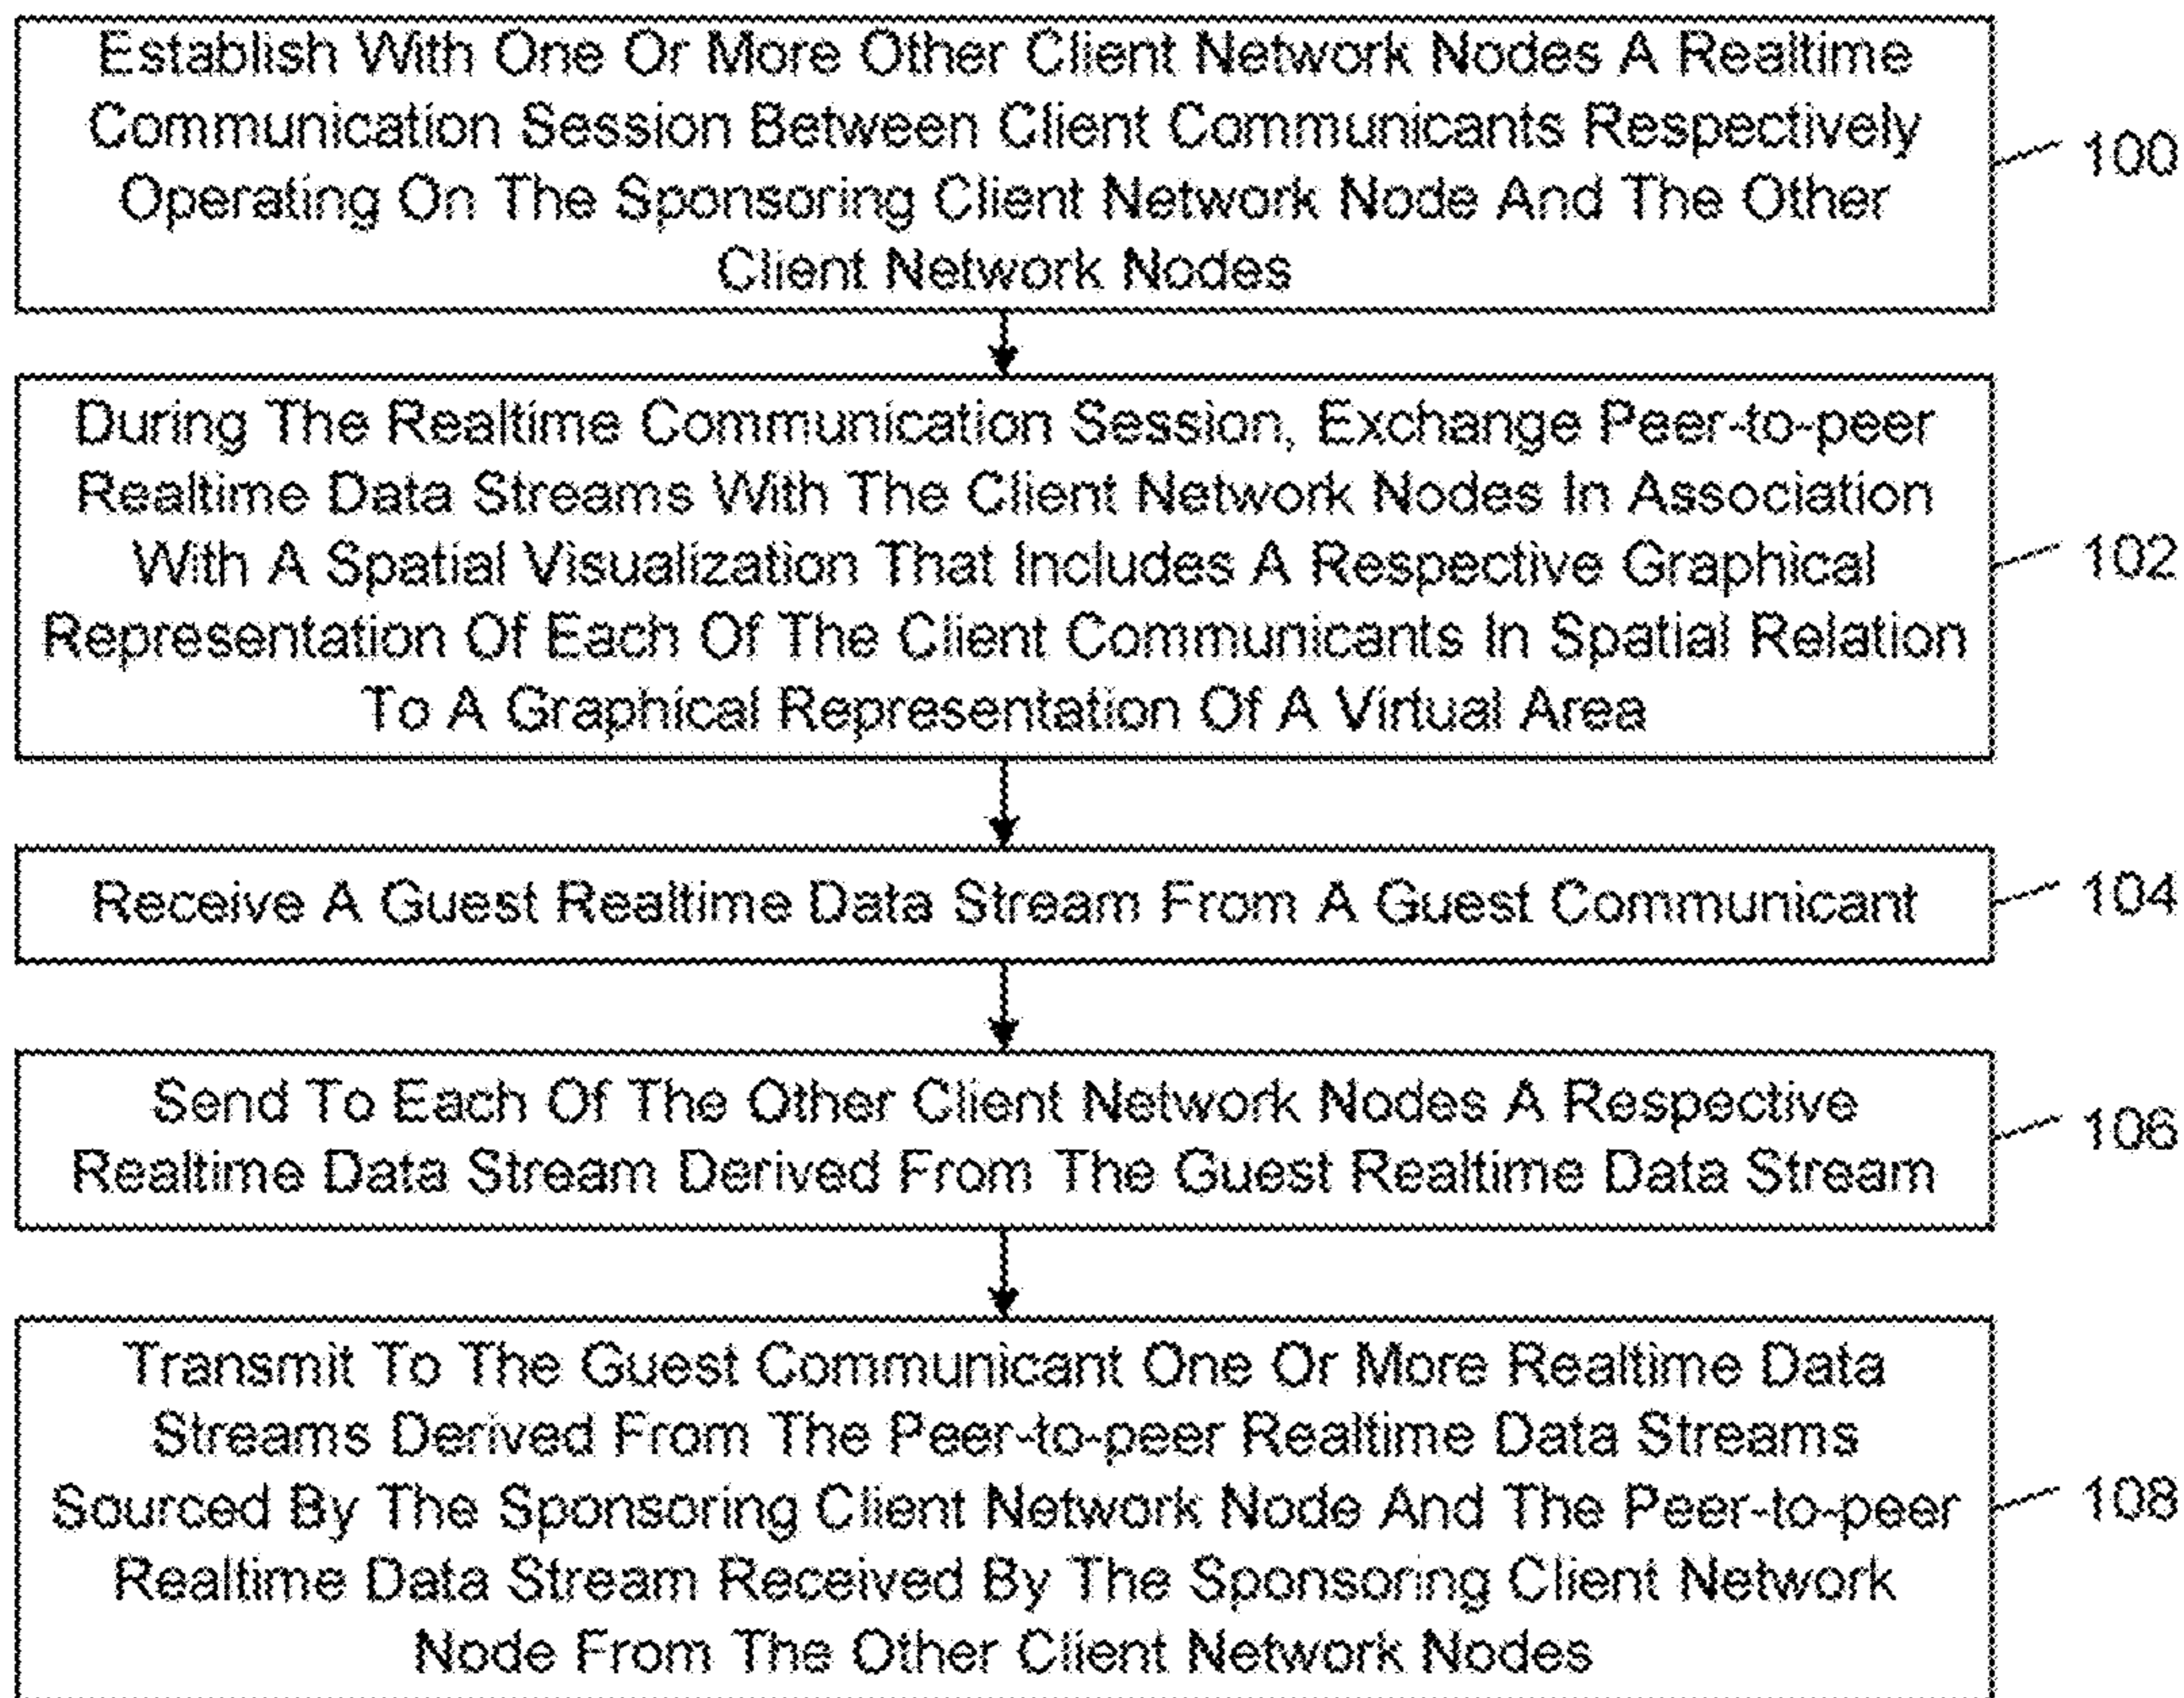 Establish With One Or More Other Client Network Nodes A Realtime
Communication Session Between Client Communicants Respectively
Operating On The Sponsoring Client Network Node And The Other
Client Network Nodes
100
During The Realtime Communication Session, Exchange Peer-to-peer
Realtime Data Streams With The Client Network Nodes In Association
With A Spatial Visualization That Includes A Respective Graphical
Representation Of Each Of The Client Communicants In Spatial Relation
To A Graphical Representation Of A Virtual Area
102
Receive A Guest Realtime Data Stream From A Guest Communicant
104
Send To Each Of The Other Client Network Nodes A Respective
Realtime Data Stream Derived From The Guest Realtime Data Stream
106
Transmit To The Guest Communicant One Or More Realtime Data
Streams Derived From The Peer-to-peer Realtime Data Streams
Sourced By The Sponsoring Client Network Node And The Peer-to-peer
Realtime Data Stream Received By The Sponsoring Client Network
Node From The Other Client Network Nodes
108